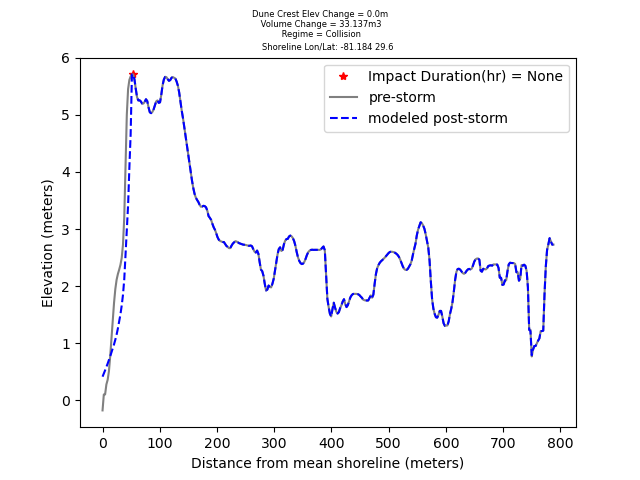 Dune Crest Elev Change = 0.0m
Volume Change = 33.137m3
Regime = Collision
Shoreline Lon/Lat: -81.184 29.6
Impact Duration(hr) = None
pre-storm
modeled post-storm
6
5
4
3
2
1
0
Elevation (meters)
0 100 200 300 400 500 600 700 800
Distance from mean shoreline (meters)